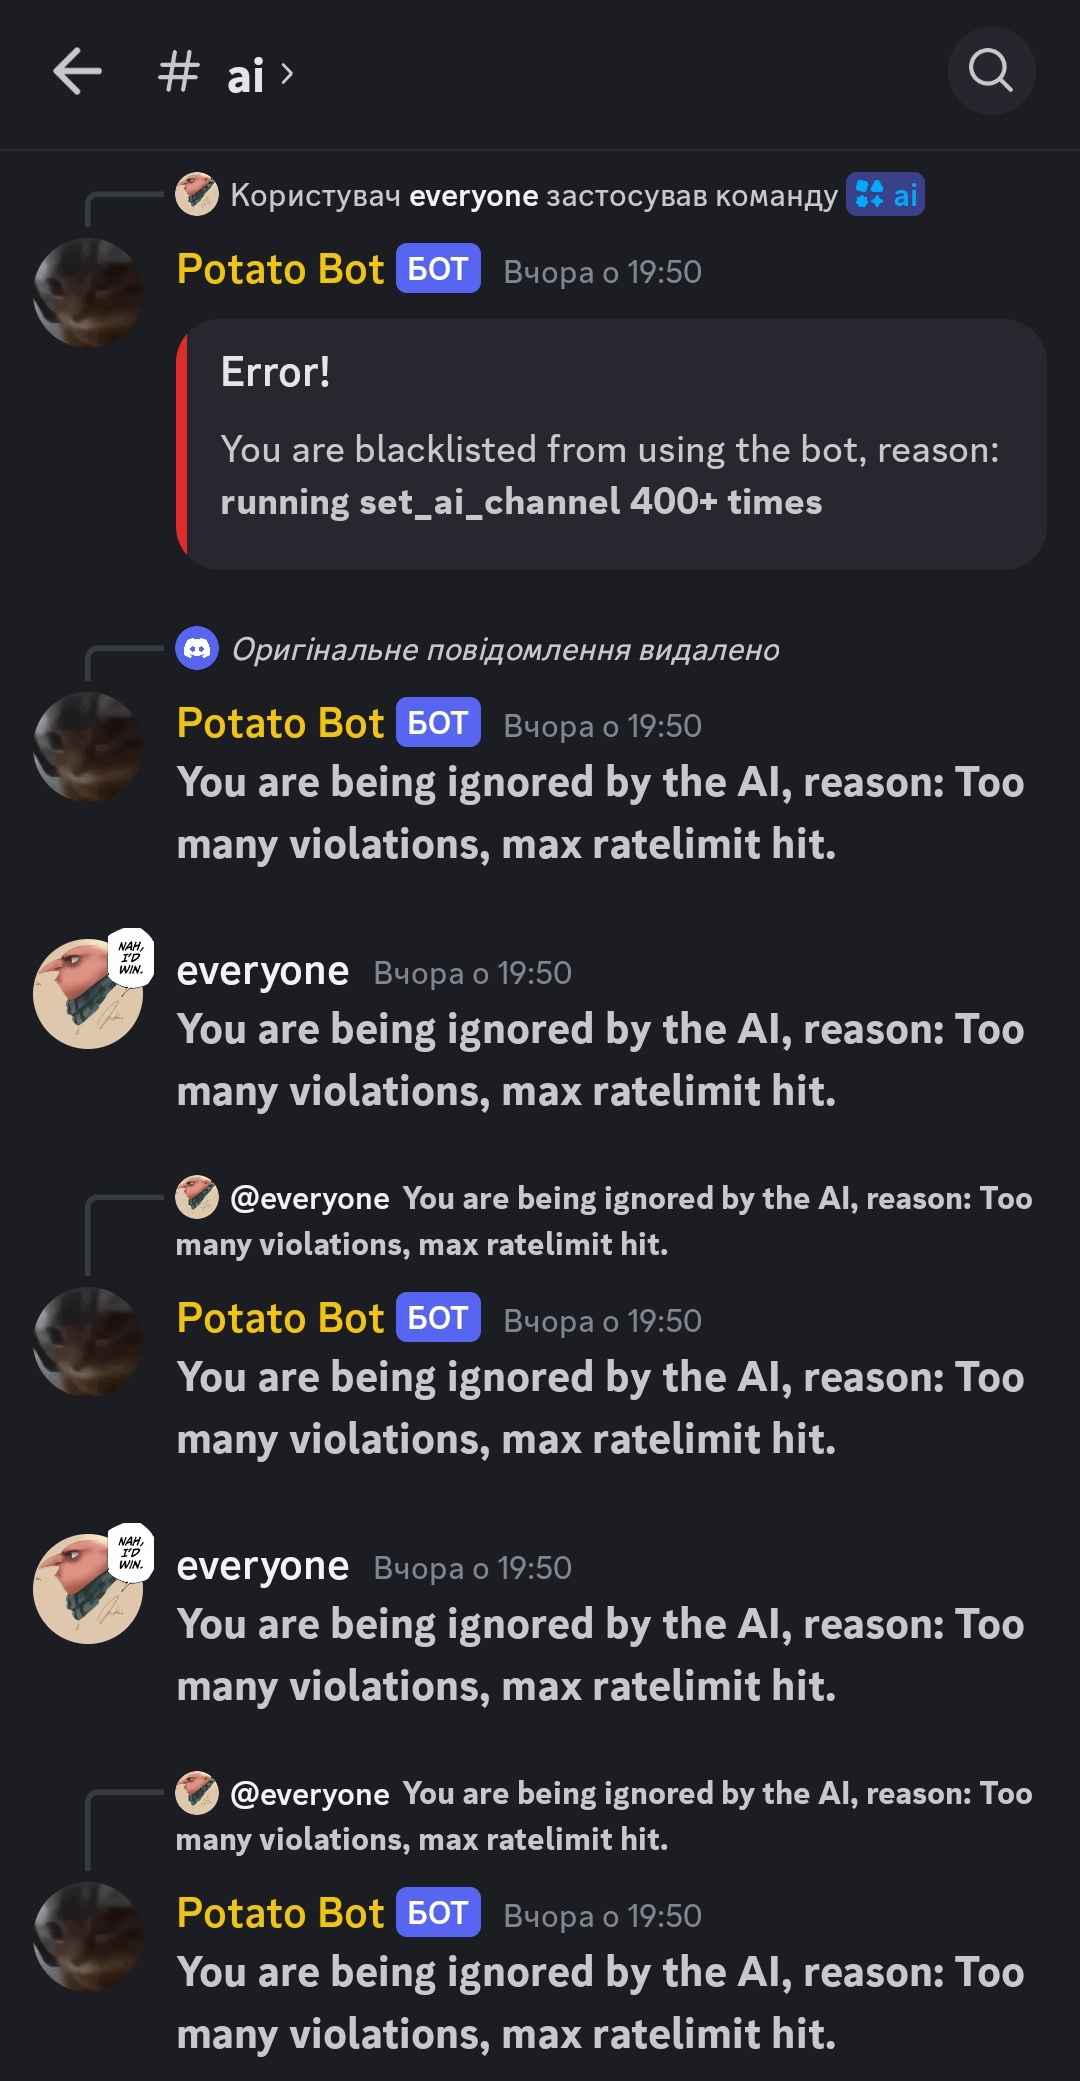 # ai
Користувач everyone застосував команду ai
Potato Bot БОТ Вчора о 19:50
Error!
You are blacklisted from using the bot, reason:
running set_ai_channel 400+ times
Оригінальне повідомлення видалено
Potato Bot БОТ Вчора о 19:50
You are being ignored by the AI, reason: Too
many violations, max ratelimit hit.
NAH,
I'D
WIN.
everyone Вчора о 19:50
You are being ignored by the AI, reason: Too
many violations, max ratelimit hit.
@everyone You are being ignored by the AI, reason: Too
many violations, max ratelimit hit.
Potato Bot БОТ Вчора о 19:50
You are being ignored by the AI, reason: Too
many violations, max ratelimit hit.
NAH,
I'D
WIN.
everyone Вчора о 19:50
You are being ignored by the AI, reason: Too
many violations, max ratelimit hit.
@everyone You are being ignored by the AI, reason: Too
many violations, max ratelimit hit.
Potato Bot БОТ Вчора о 19:50
You are being ignored by the AI, reason: Too
many violations, max ratelimit hit.